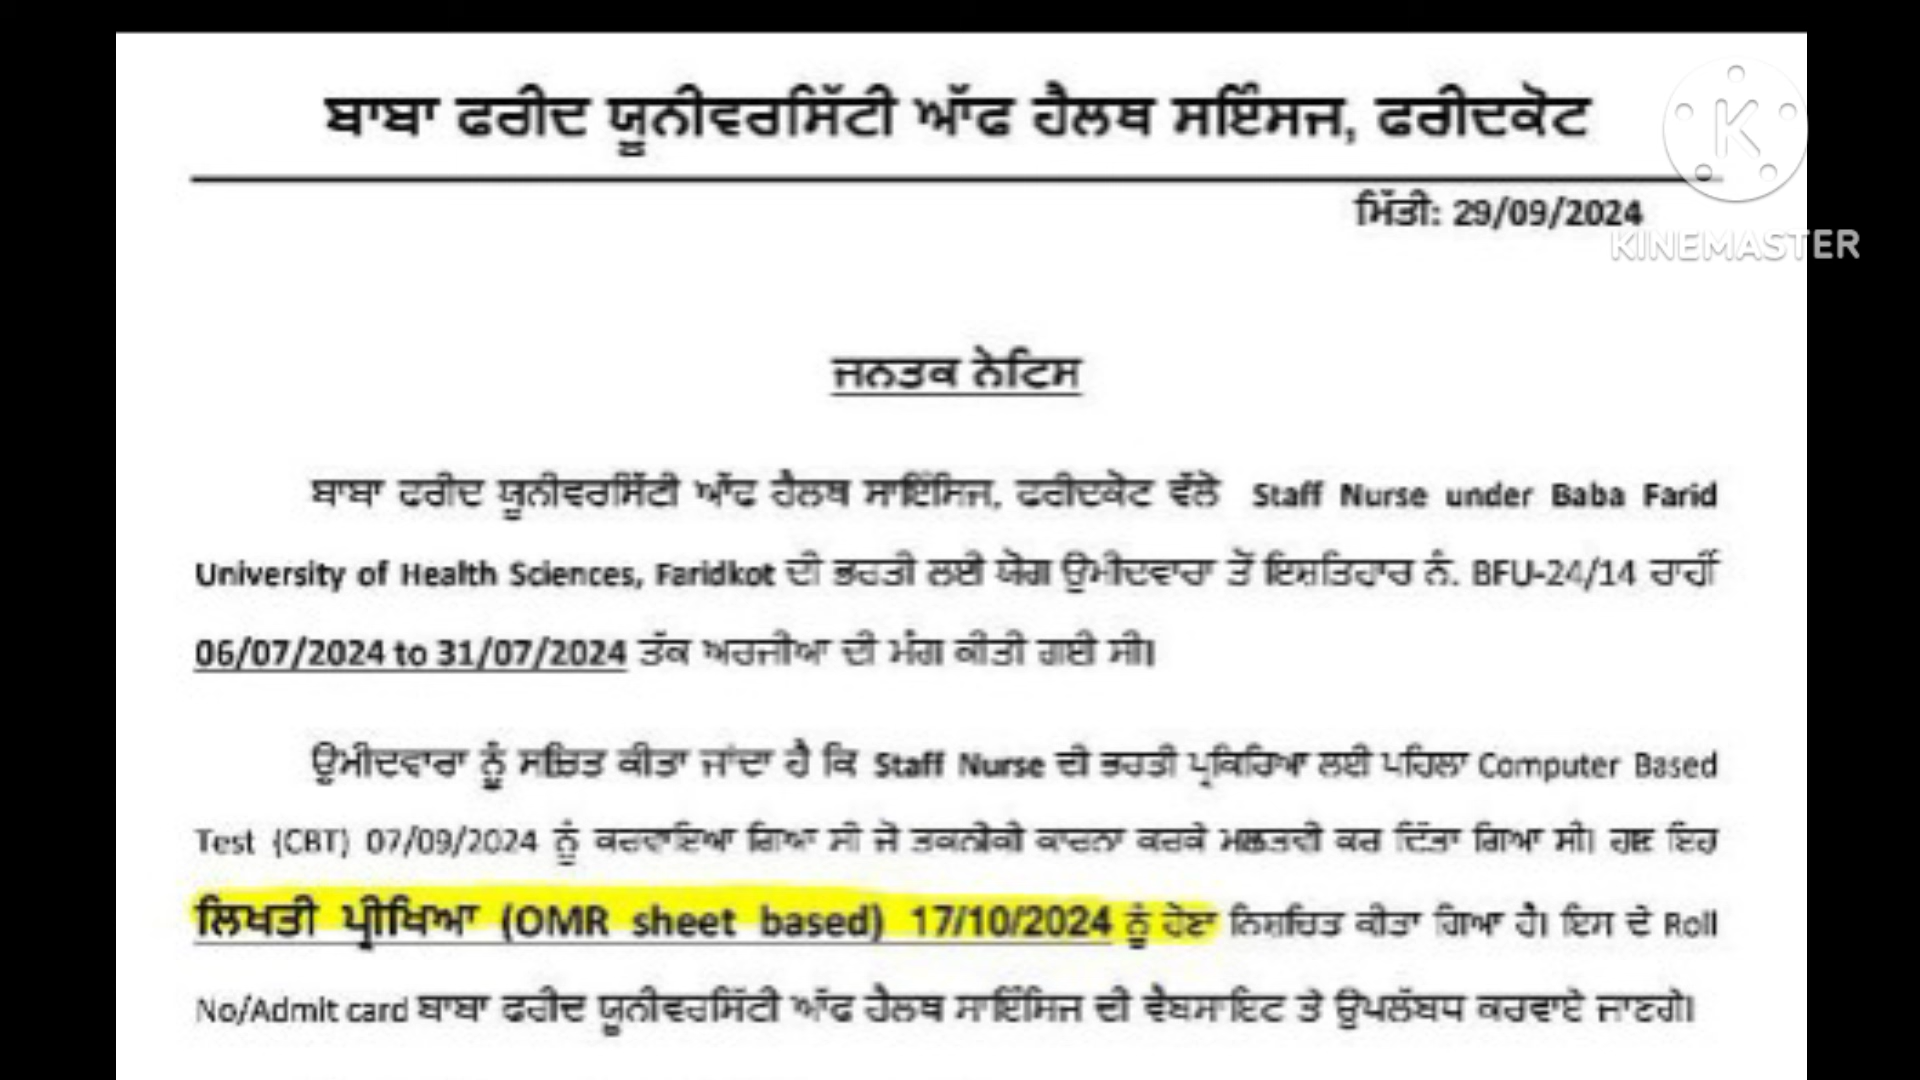 ਬਾਬਾ ਫਰੀਦ ਯੂਨੀਵਰਸਿੱਟੀ ਆੱਫ ਹੈਲਥ ਸਇੰਸਜ, ਫਰੀਦਕੋਟ
ਮਿੱਤੀ: 29/09/2024
KINEMASTER
ਜਨਤਕ ਨੋਟਿਸ
ਬਾਬਾ ਫਰੀਦ ਯੂਨੀਵਰਸਿੱਟੀ ਆੱਫ ਹੈਲਥ ਸਾਇੰਸਿਜ, ਫਰੀਦਕੋਟ ਵੱਲੋ Staff Nurse under Baba Farid
University of Health Sciences, Faridkot ਦੀ ਭਰਤੀ ਲਈ ਯੋਗ ਉਮੀਦਵਾਰਾ ਤੋਂ ਇਸ਼ਤਿਹਾਰ ਨੰ. BFU-24/14 ਰਾਹੀਂ
06/07/2024 to 31/07/2024 ਤੱਕ ਅਰਜੀਆ ਦੀ ਮੰਗ ਕੀਤੀ ਗਈ ਸੀ।
ਉਮੀਦਵਾਰਾ ਨੂੰ ਸੂਚਿਤ ਕੀਤਾ ਜਾਂਦਾ ਹੈ ਕਿ Staff Nurse ਦੀ ਭਰਤੀ ਪ੍ਰਕਿਰਿਆ ਲਈ ਪਹਿਲਾ Computer Based
Test (CBT) 07/09/2024 ਨੂੰ ਕਰਵਾਇਆ ਗਿਆ ਸੀ ਜੋ ਤਕਨੀਕੀ ਕਾਰਨਾ ਕਰਕੇ ਮੁਲਤਵੀ ਕਰ ਦਿੱਤਾ ਗਿਆ ਸੀ। ਹੁਣ ਇਹ
ਲਿਖਤੀ ਪ੍ਰੀਖਿਆ (OMR sheet based) 17/10/2024 ਨੂੰ ਹੋਣਾ ਨਿਸ਼ਚਿਤ ਕੀਤਾ ਗਿਆ ਹੈ। ਇਸ ਦੇ Roll
No/Admit card ਬਾਬਾ ਫਰੀਦ ਯੂਨੀਵਰਸਿੱਟੀ ਆੱਫ ਹੈਲਥ ਸਾਇੰਸਿਜ ਦੀ ਵੈਬਸਾਇਟ ਤੇ ਉਪਲੱਬਧ ਕਰਵਾਏ ਜਾਣਗੇ।